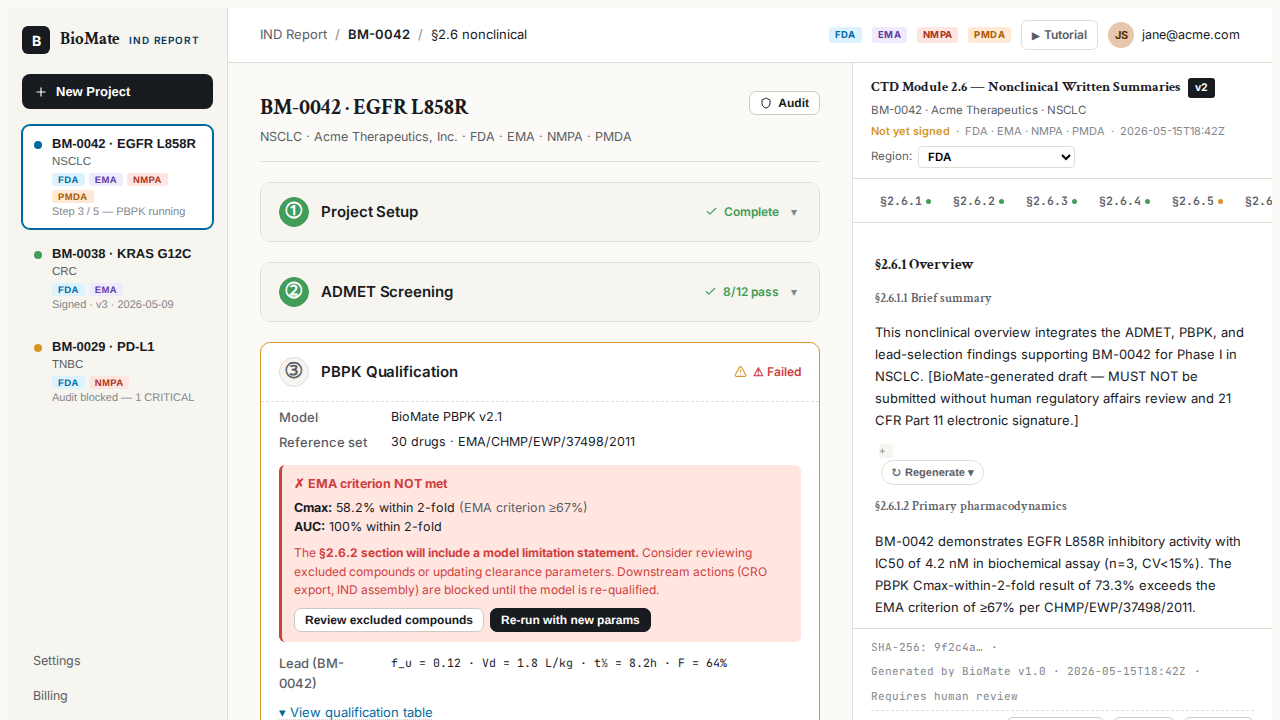 B BioMate IND REPORT
+ New Project
BM-0042 · EGFR L858R
NSCLC
FDA EMA NMPA
PMDA
Step 3 / 5 — PBPK running
BM-0038 · KRAS G12C
CRC
FDA EMA
Signed · v3 · 2026-05-09
BM-0029 · PD-L1
TNBC
FDA NMPA
Audit blocked — 1 CRITICAL
Settings
Billing
IND Report / BM-0042 / §2.6 nonclinical
FDA EMA NMPA PMDA ▶ Tutorial JS jane@acme.com
BM-0042 · EGFR L858R
Audit
NSCLC · Acme Therapeutics, Inc. · FDA · EMA · NMPA · PMDA
① Project Setup ✓ Complete ▾
② ADMET Screening ✓ 8/12 pass ▾
③ PBPK Qualification ⚠ Failed
Model BioMate PBPK v2.1
Reference set 30 drugs · EMA/CHMP/EWP/37498/2011
✗ EMA criterion NOT met
Cmax: 58.2% within 2-fold (EMA criterion ≥67%)
AUC: 100% within 2-fold
The §2.6.2 section will include a model limitation statement. Consider reviewing
excluded compounds or updating clearance parameters. Downstream actions (CRO
export, IND assembly) are blocked until the model is re-qualified.
Review excluded compounds Re-run with new params
Lead (BM-
0042) f_u = 0.12 · Vd = 1.8 L/kg · t½ = 8.2h · F = 64%
▾ View qualification table
CTD Module 2.6 — Nonclinical Written Summaries v2
BM-0042 · Acme Therapeutics · NSCLC
Not yet signed · FDA · EMA · NMPA · PMDA · 2026-05-15T18:42Z
Region: FDA
§2.6.1 §2.6.2 §2.6.3 §2.6.4 §2.6.5 §2.6
§2.6.1 Overview
§2.6.1.1 Brief summary
This nonclinical overview integrates the ADMET, PBPK, and
lead-selection findings supporting BM-0042 for Phase I in
NSCLC. [BioMate-generated draft — MUST NOT be
submitted without human regulatory affairs review and 21
CFR Part 11 electronic signature.]
+
↻ Regenerate ▾
§2.6.1.2 Primary pharmacodynamics
BM-0042 demonstrates EGFR L858R inhibitory activity with
IC50 of 4.2 nM in biochemical assay (n=3, CV<15%). The
PBPK Cmax-within-2-fold result of 73.3% exceeds the
EMA criterion of ≥67% per CHMP/EWP/37498/2011.
SHA-256: 9f2c4a… ·
Generated by BioMate v1.0 · 2026-05-15T18:42Z ·
Requires human review